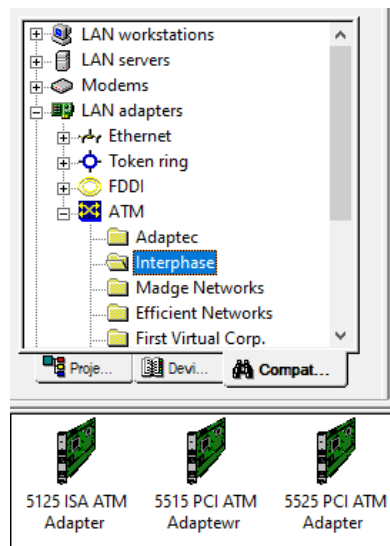 LAN workstations
LAN servers
Modems
LAN adapters
Ethernet
Token ring
FDDI
ATM
Adaptec
Interphase
Madge Networks
Efficient Networks
First Virtual Corp.
Proje... Devi... Compat...
5125 ISA ATM 5515 PCI ATM 5525 PCI ATM
Adapter Adaptewr Adapter